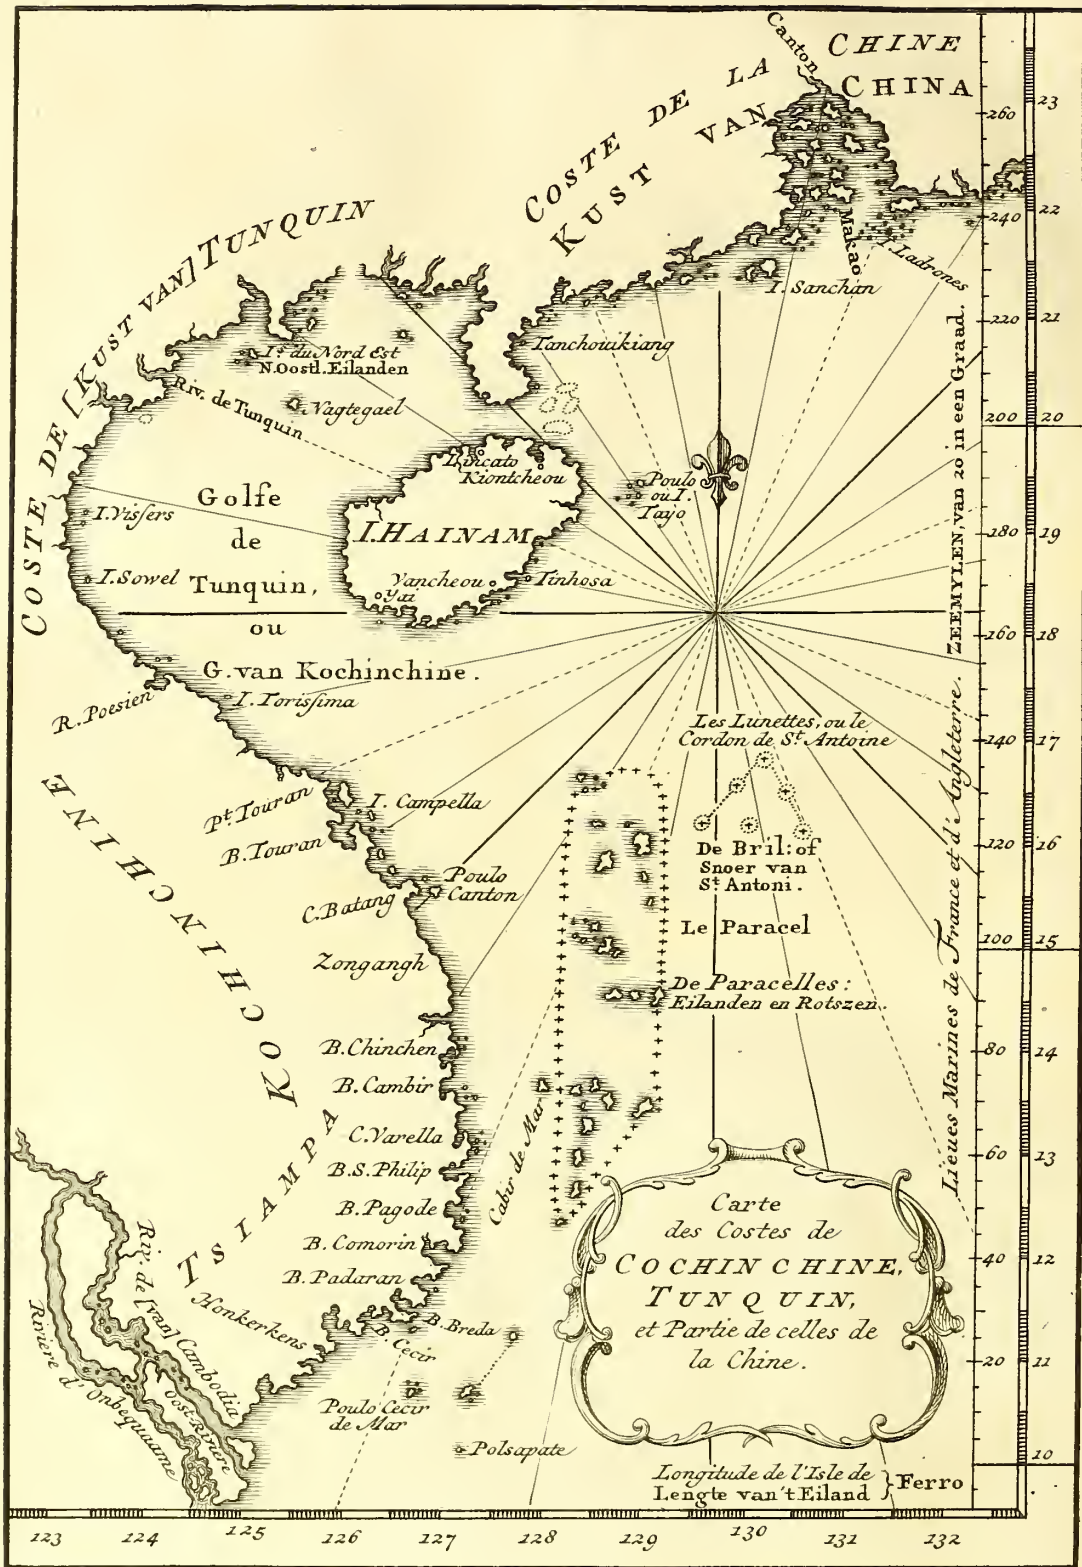 CHINE
CHINA
Canton
COSTE DE LA
KUST VAN
COSTE DE [KUST VAN] TUNQUIN
Makao
I. Ladrones
I. Sanchan
Tanchouikiang
Is. du Nord Est
N.Oostl. Eilanden
Riv. de Tunquin
Nagtegael
Kiontcheou
Poulo
ou I.
Tayo
I. HAINAM
Yancheou
Yai
Tinhosa
Golfe
de
Tunquin,
ou
G. van Kochinchine.
I. Vissers
I. Sowel
R. Poesien
I. Torissima
Pt. Touran
I. Campella
B. Touran
Poulo
Canton
C. Batang
Zongangh
KOCHINCHINE
B. Chinchen
B. Cambir
C. Varella
B. S. Philip
B. Pagode
B. Comorin
B. Padaran
TSIAMPA
Honkerkens
B. Cecir
B. Breda
Poulo Cecir
de Mar
Polsapate
Cabir de Mar
Riv. de [van] Cambodia
Oost-Riviere
Riviere d'Onbequaame
Les Lunettes, ou le
Cordon de St. Antoine
De Bril: of
Snoer van
St. Antoni.
Le Paracel
De Paracelles:
Eilanden en Rotszen.
Lieues Marines de France et d'Angleterre. ZEEMYLEN, van 20 in een Graad.
260
240
220
200
180
160
140
120
100
80
60
40
20
23
22
21
20
19
18
17
16
15
14
13
12
11
10
Carte
des Costes de
COCHINCHINE,
TUNQUIN,
et Partie de celles de
la Chine.
Longitude de l'Isle de
Lengte van't Eiland } Ferro
123 124 125 126 127 128 129 130 131 132